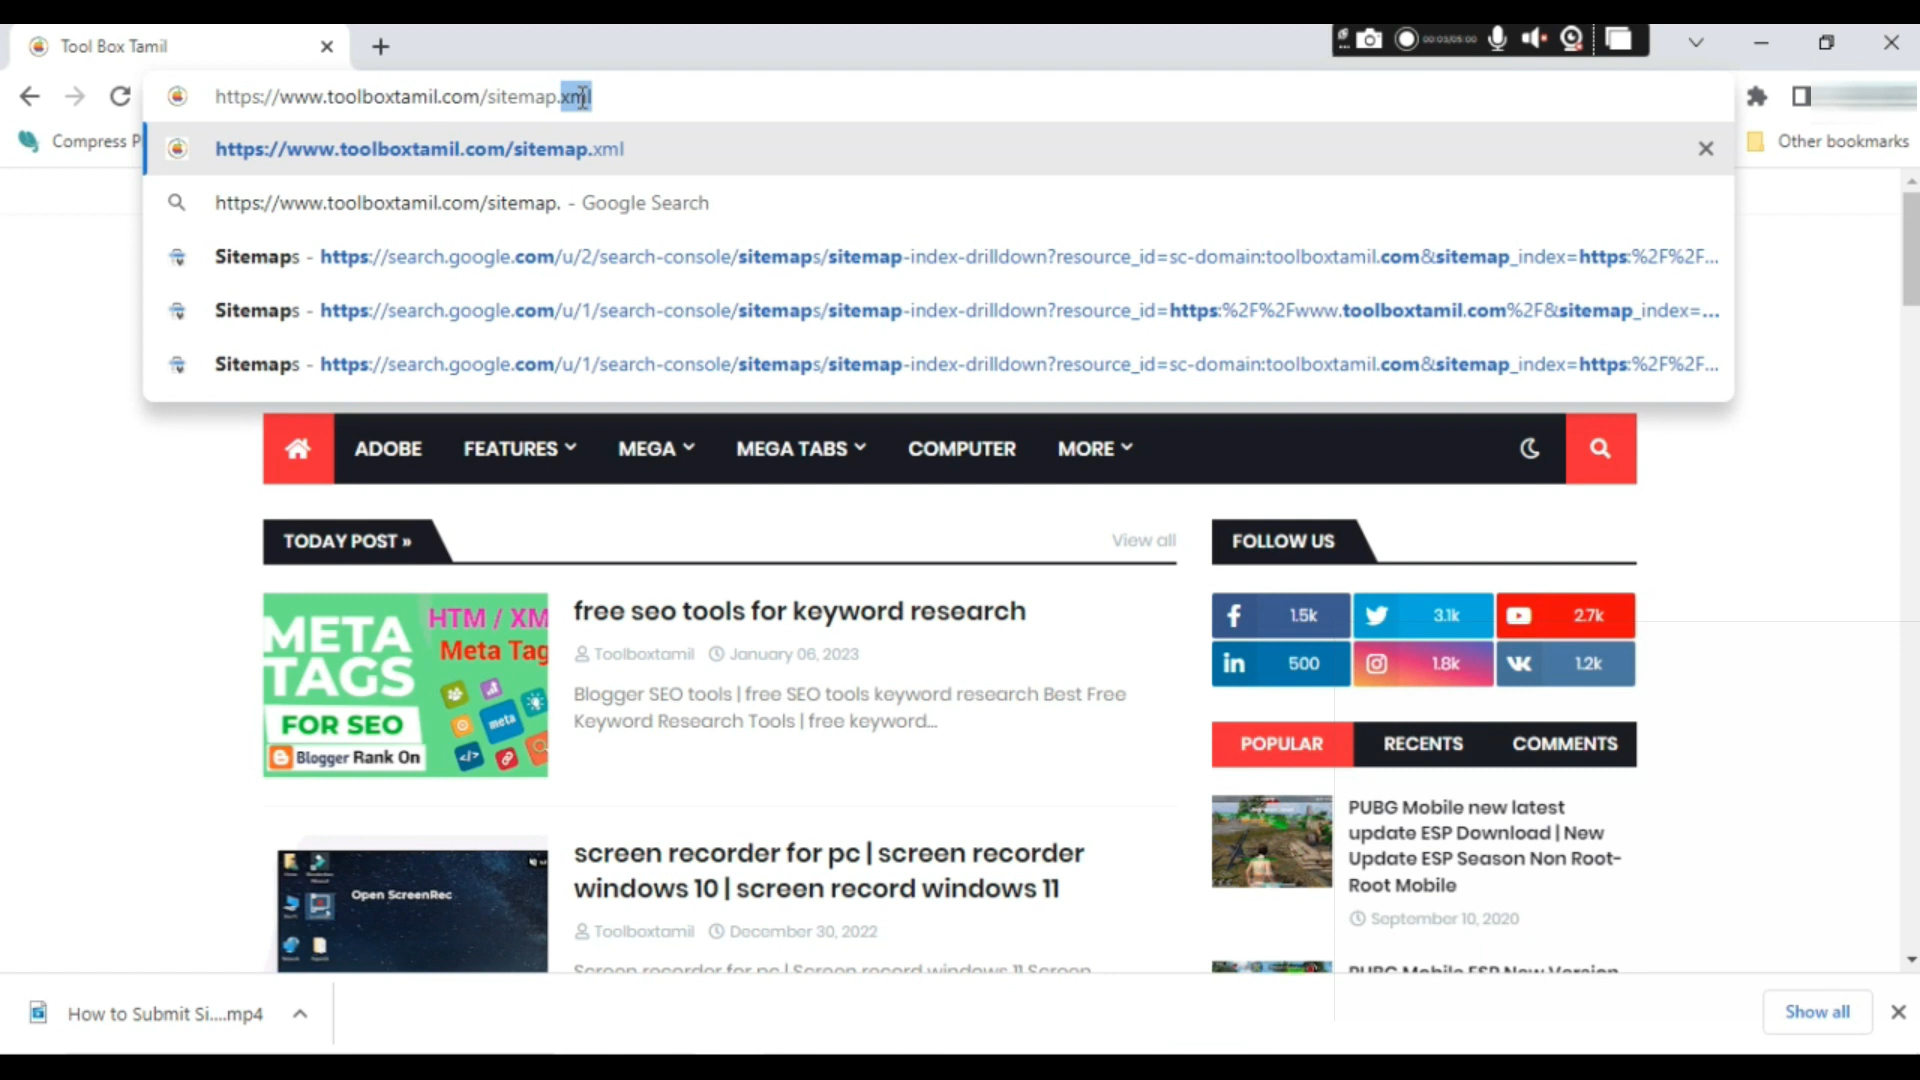 Tool Box Tamil
00:03/05:00
https://www.toolboxtamil.com/sitemap.xml
Compress P
Other bookmarks
https://www.toolboxtamil.com/sitemap.xml
https://www.toolboxtamil.com/sitemap. - Google Search
Sitemaps - https://search.google.com/u/2/search-console/sitemaps/sitemap-index-drilldown?resource_id=sc-domain:toolboxtamil.com&sitemap_index=https:%2F%2F...
Sitemaps - https://search.google.com/u/1/search-console/sitemaps/sitemap-index-drilldown?resource_id=https:%2F%2Fwww.toolboxtamil.com%2F&sitemap_index=...
Sitemaps - https://search.google.com/u/1/search-console/sitemaps/sitemap-index-drilldown?resource_id=sc-domain:toolboxtamil.com&sitemap_index=https:%2F%2F...
ADOBE FEATURES MEGA MEGA TABS COMPUTER MORE
TODAY POST »
View all
META
TAGS
FOR SEO
Blogger Rank On
HTM / XM
Meta Tag
meta
free seo tools for keyword research
Toolboxtamil January 06, 2023
Blogger SEO tools | free SEO tools keyword research Best Free
Keyword Research Tools | free keyword...
Open ScreenRec
screen recorder for pc | screen recorder
windows 10 | screen record windows 11
Toolboxtamil December 30, 2022
Screen recorder for pc | Screen record windows 11 Screen
FOLLOW US
1.5k 3.1k 2.7k
500 1.8k 1.2k
POPULAR RECENTS COMMENTS
PUBG Mobile new latest
update ESP Download | New
Update ESP Season Non Root-
Root Mobile
September 10, 2020
PUBG Mobile ESP New Version
How to Submit Si....mp4
Show all